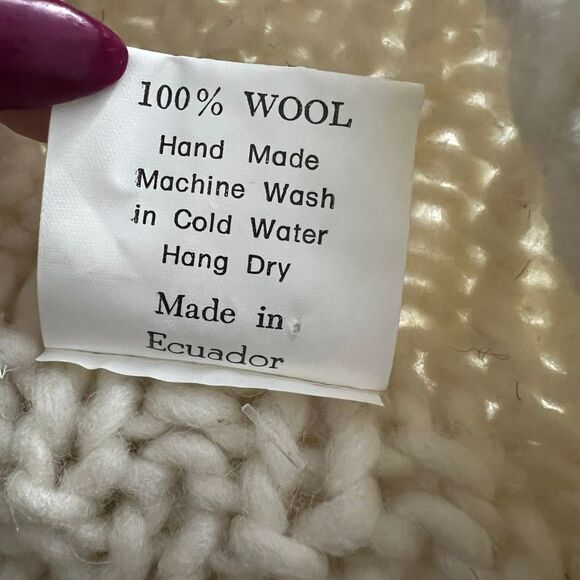 100% WOOL
Hand Made
Machine Wash
in Cold Water
Hang Dry
Made in
Ecuador